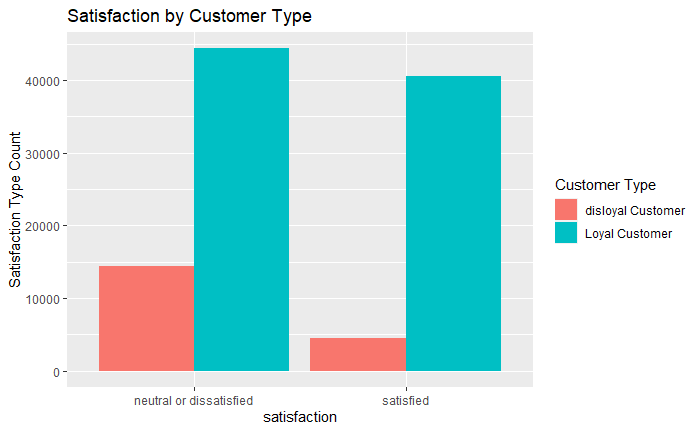 Satisfaction by Customer Type
Satisfaction Type Count
40000
30000
20000
10000
0
neutral or dissatisfied
satisfied
satisfaction
Customer Type
disloyal Customer
Loyal Customer